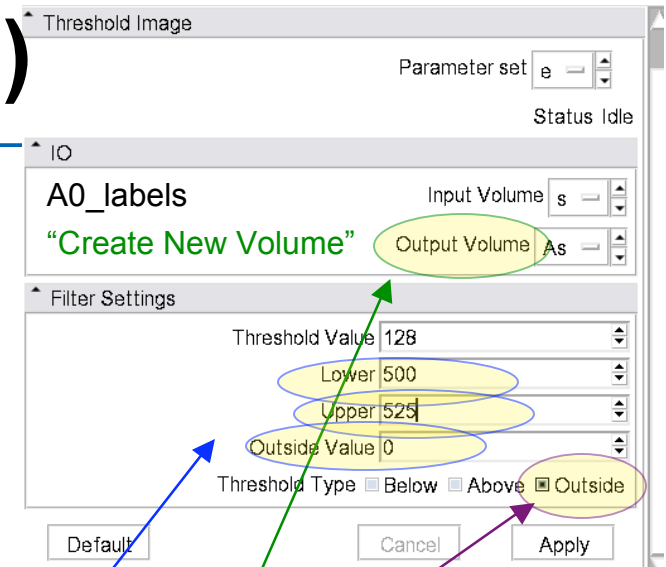 Threshold Image
)
Parameter set e
Status Idle
IO
A0_labels
Input Volume s
“Create New Volume”
Output Volume As
Filter Settings
Threshold Value 128
Lower 500
Upper 525
Outside Value 0
Threshold Type Below Above Outside
Default Cancel Apply